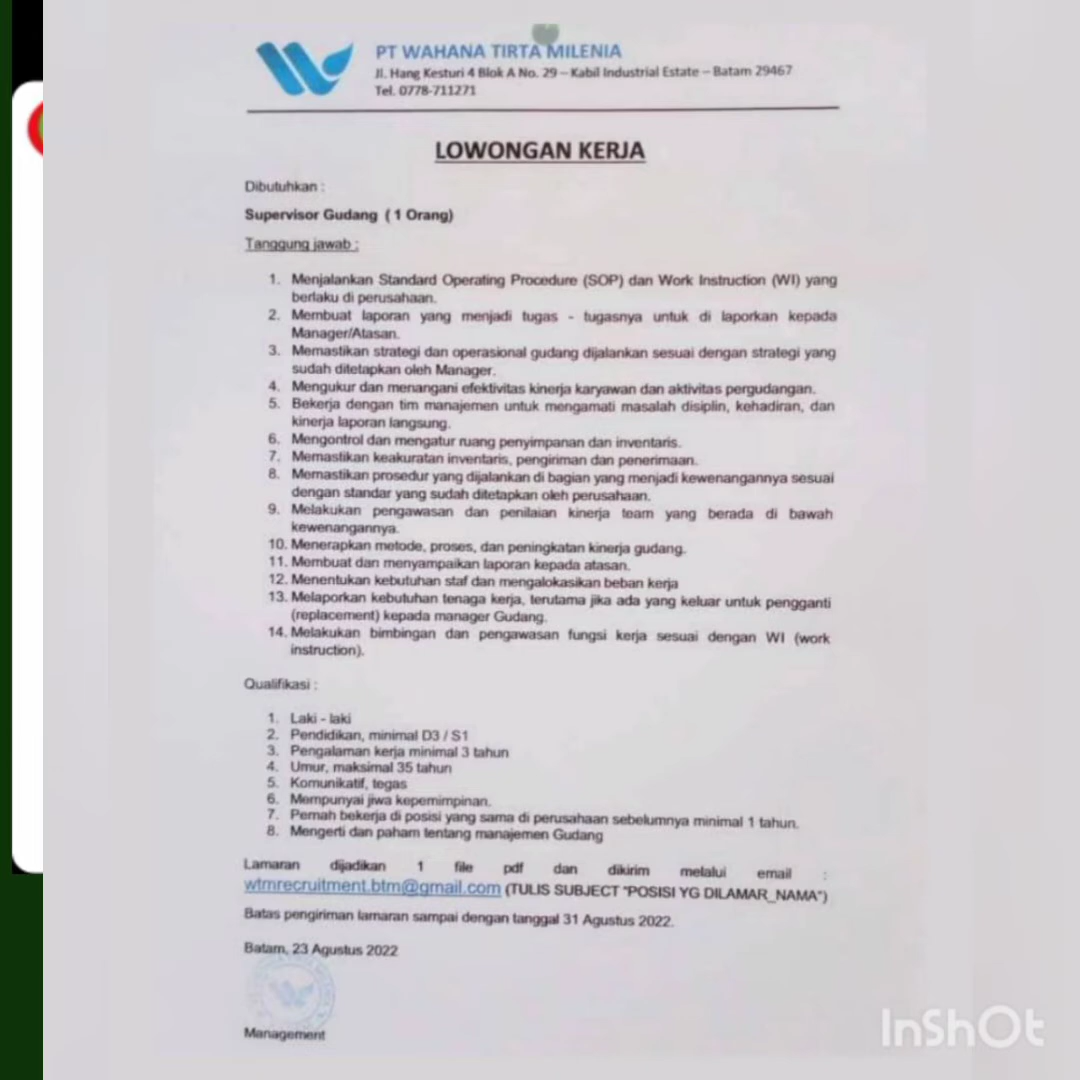 PT WAHANA TIRTA MILENIA
Jl. Hang Kesturi 4 Blok A No. 29 – Kabil Industrial Estate – Batam 29467
Tel. 0778-711271
LOWONGAN KERJA
Dibutuhkan :
Supervisor Gudang ( 1 Orang)
Tanggung jawab :
1. Menjalankan Standard Operating Procedure (SOP) dan Work Instruction (WI) yang
berlaku di perusahaan.
2. Membuat laporan yang menjadi tugas - tugasnya untuk di laporkan kepada
Manager/Atasan.
3. Memastikan strategi dan operasional gudang dijalankan sesuai dengan strategi yang
sudah ditetapkan oleh Manager.
4. Mengukur dan menangani efektivitas kinerja karyawan dan aktivitas pergudangan.
5. Bekerja dengan tim manajemen untuk mengamati masalah disiplin, kehadiran, dan
kinerja laporan langsung.
6. Mengontrol dan mengatur ruang penyimpanan dan inventaris.
7. Memastikan keakuratan inventaris, pengiriman dan penerimaan.
8. Memastikan prosedur yang dijalankan di bagian yang menjadi kewenangannya sesuai
dengan standar yang sudah ditetapkan oleh perusahaan.
9. Melakukan pengawasan dan penilaian kinerja team yang berada di bawah
kewenangannya.
10. Menerapkan metode, proses, dan peningkatan kinerja gudang.
11. Membuat dan menyampaikan laporan kepada atasan.
12. Menentukan kebutuhan staf dan mengalokasikan beban kerja
13. Melaporkan kebutuhan tenaga kerja, terutama jika ada yang keluar untuk pengganti
(replacement) kepada manager Gudang.
14. Melakukan bimbingan dan pengawasan fungsi kerja sesuai dengan WI (work
instruction).
Qualifikasi :
1. Laki - laki
2. Pendidikan, minimal D3 / S1
3. Pengalaman kerja minimal 3 tahun
4. Umur, maksimal 35 tahun
5. Komunikatif, tegas
6. Mempunyai jiwa kepemimpinan.
7. Pernah bekerja di posisi yang sama di perusahaan sebelumnya minimal 1 tahun.
8. Mengerti dan paham tentang manajemen Gudang
Lamaran dijadikan 1 file pdf dan dikirim melalui email :
wtmrecruitment.btm@gmail.com (TULIS SUBJECT "POSISI YG DILAMAR_NAMA")
Batas pengiriman lamaran sampai dengan tanggal 31 Agustus 2022.
Batam, 23 Agustus 2022
Management
InShOt